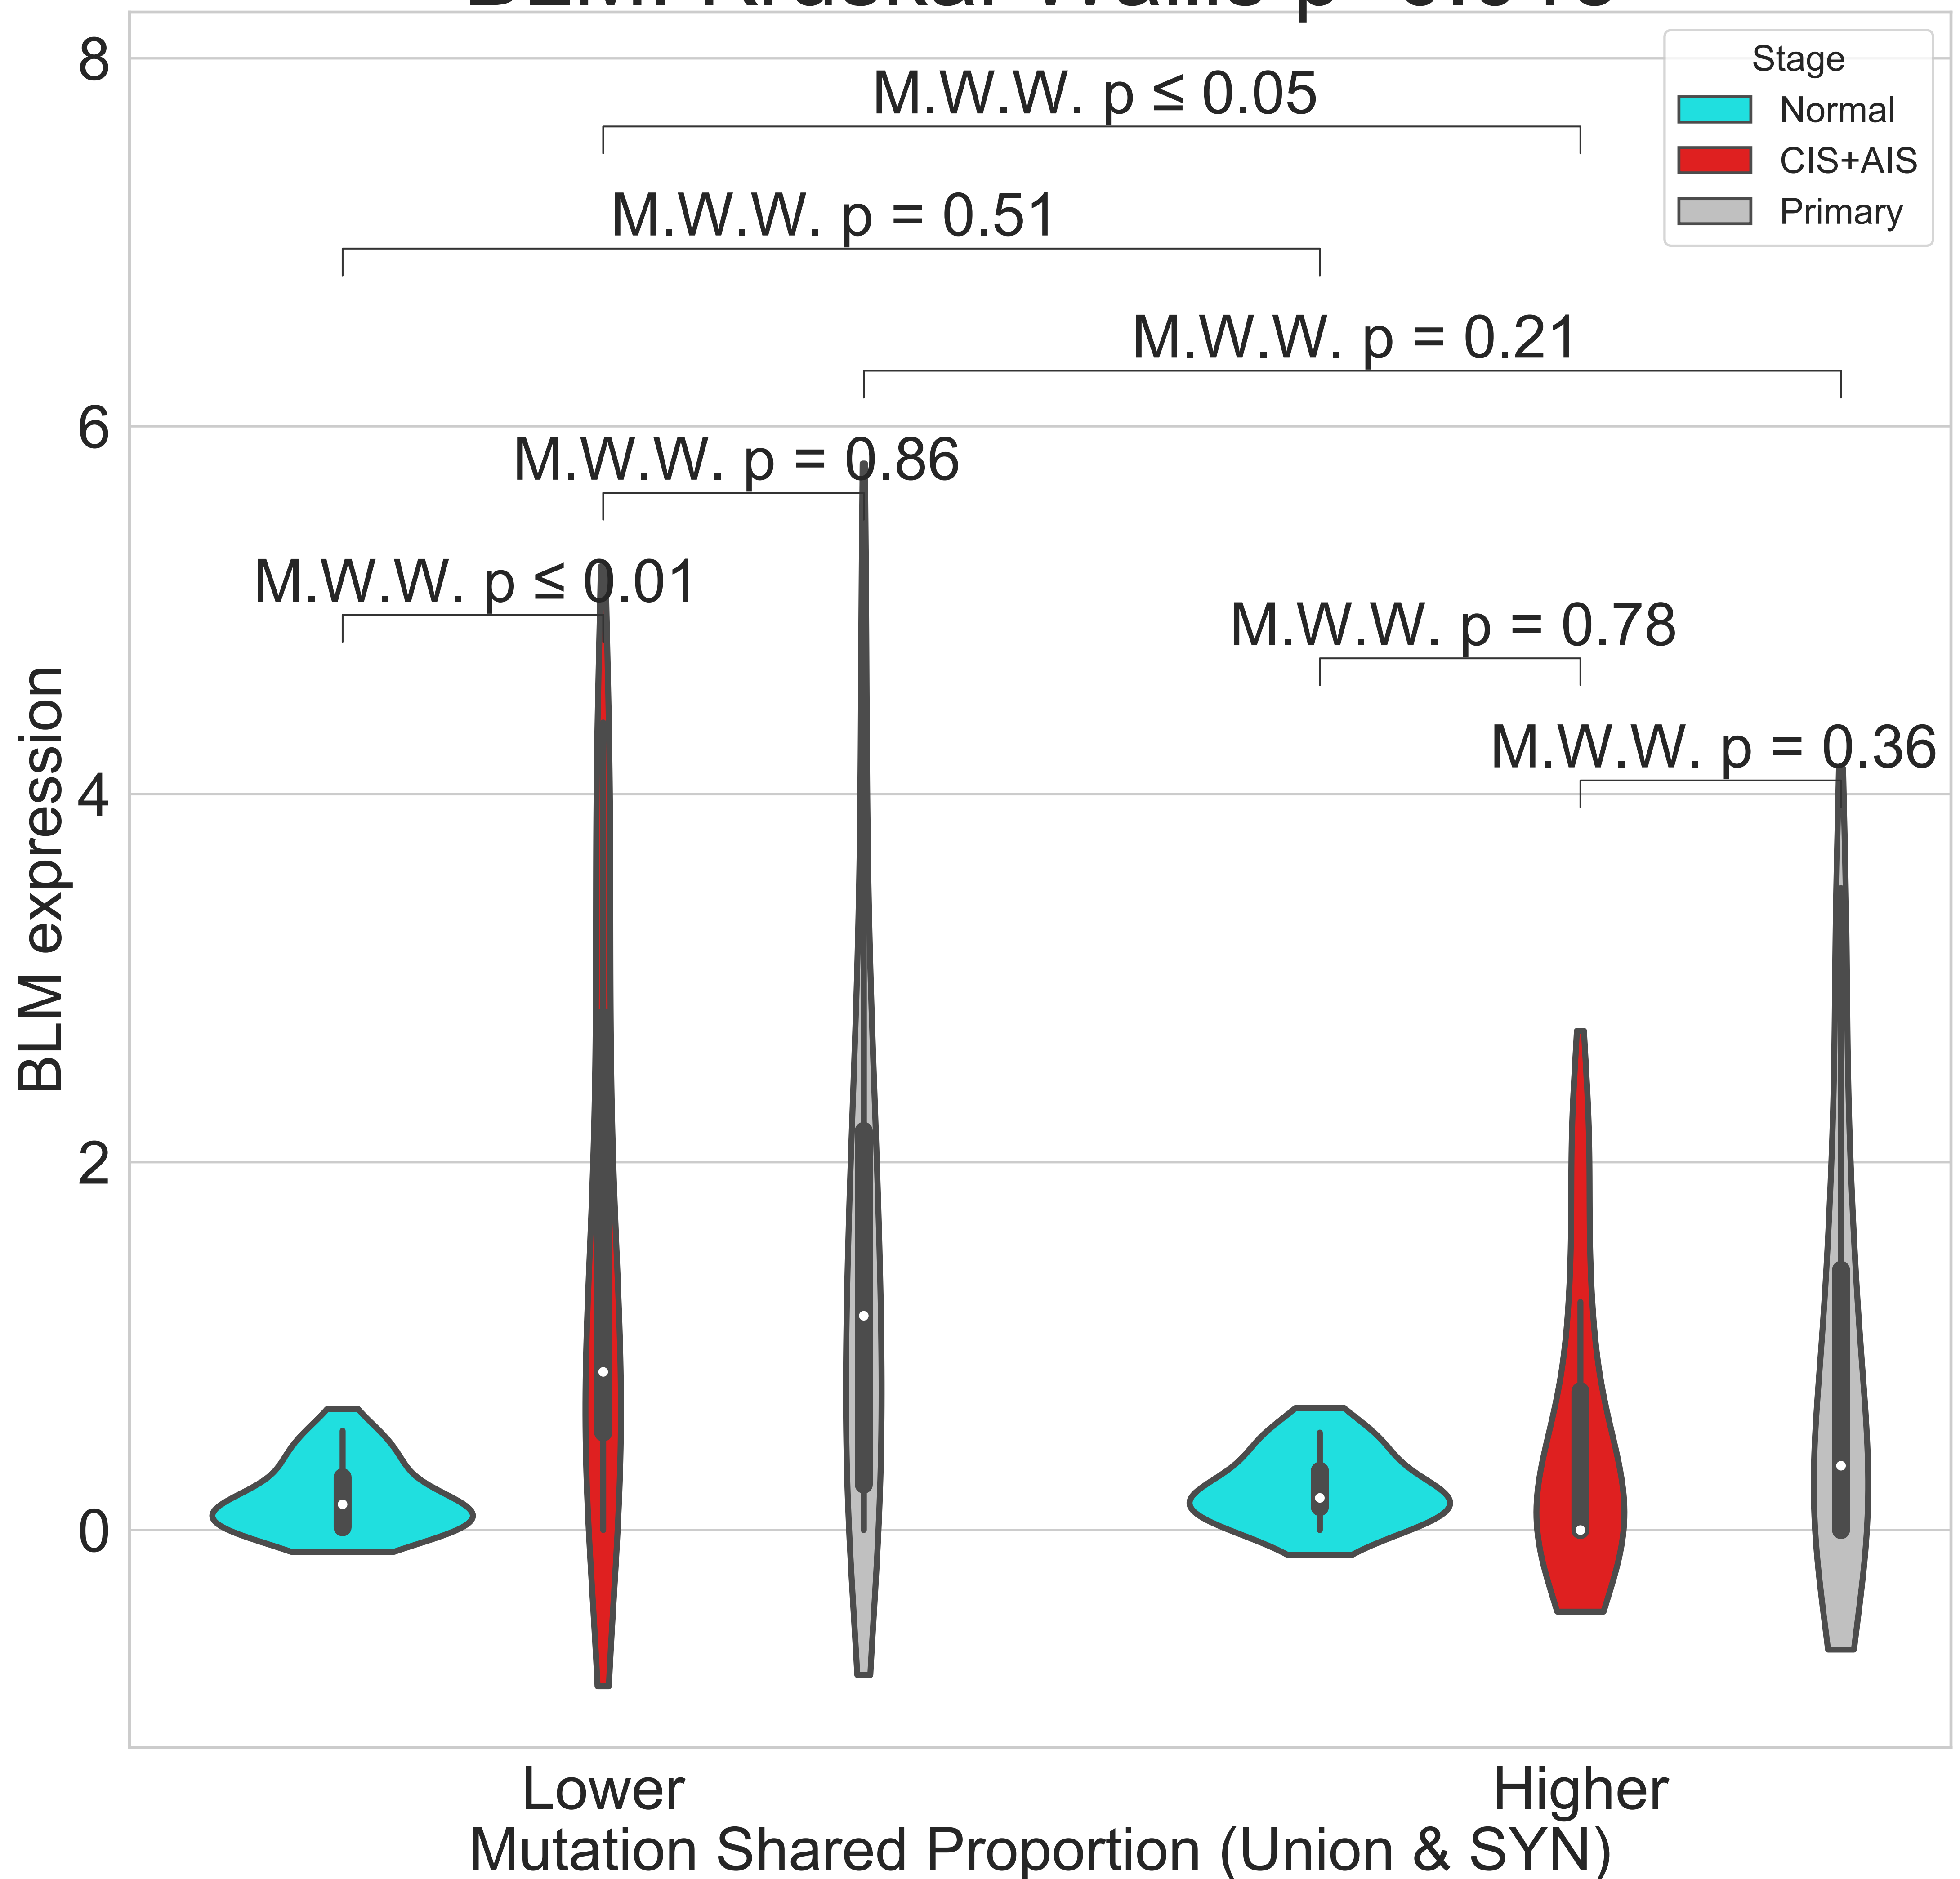 8
Stage
Normal
CIS+AIS
Primary
M.W.W. p ≤ 0.05
M.W.W. p = 0.51
M.W.W. p = 0.21
6
M.W.W. p = 0.86
M.W.W. p ≤ 0.01
M.W.W. p = 0.78
M.W.W. p = 0.36
4
BLM expression
2
0
Lower
Higher
Mutation Shared Proportion (Union & SYN)